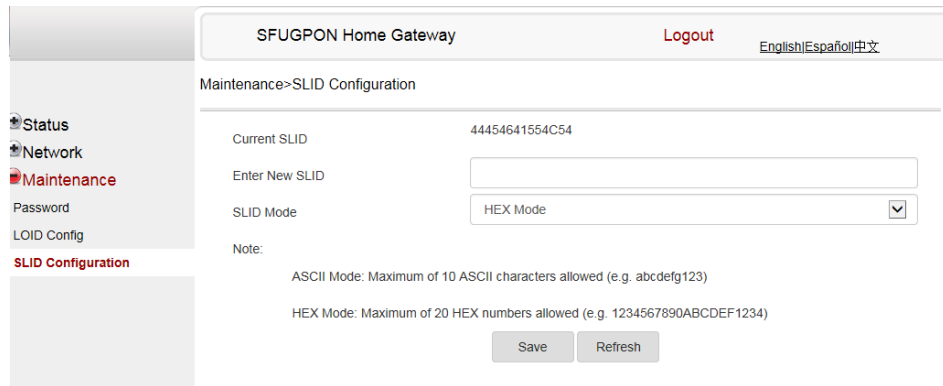 SFUGPON Home Gateway
Logout
English|Español|中文
Maintenance>SLID Configuration
Status
Network
Maintenance
Password
LOID Config
SLID Configuration
Current SLID 44454641554C54
Enter New SLID
SLID Mode HEX Mode
Note:
ASCII Mode: Maximum of 10 ASCII characters allowed (e.g. abcdefg123)
HEX Mode: Maximum of 20 HEX numbers allowed (e.g. 1234567890ABCDEF1234)
Save Refresh